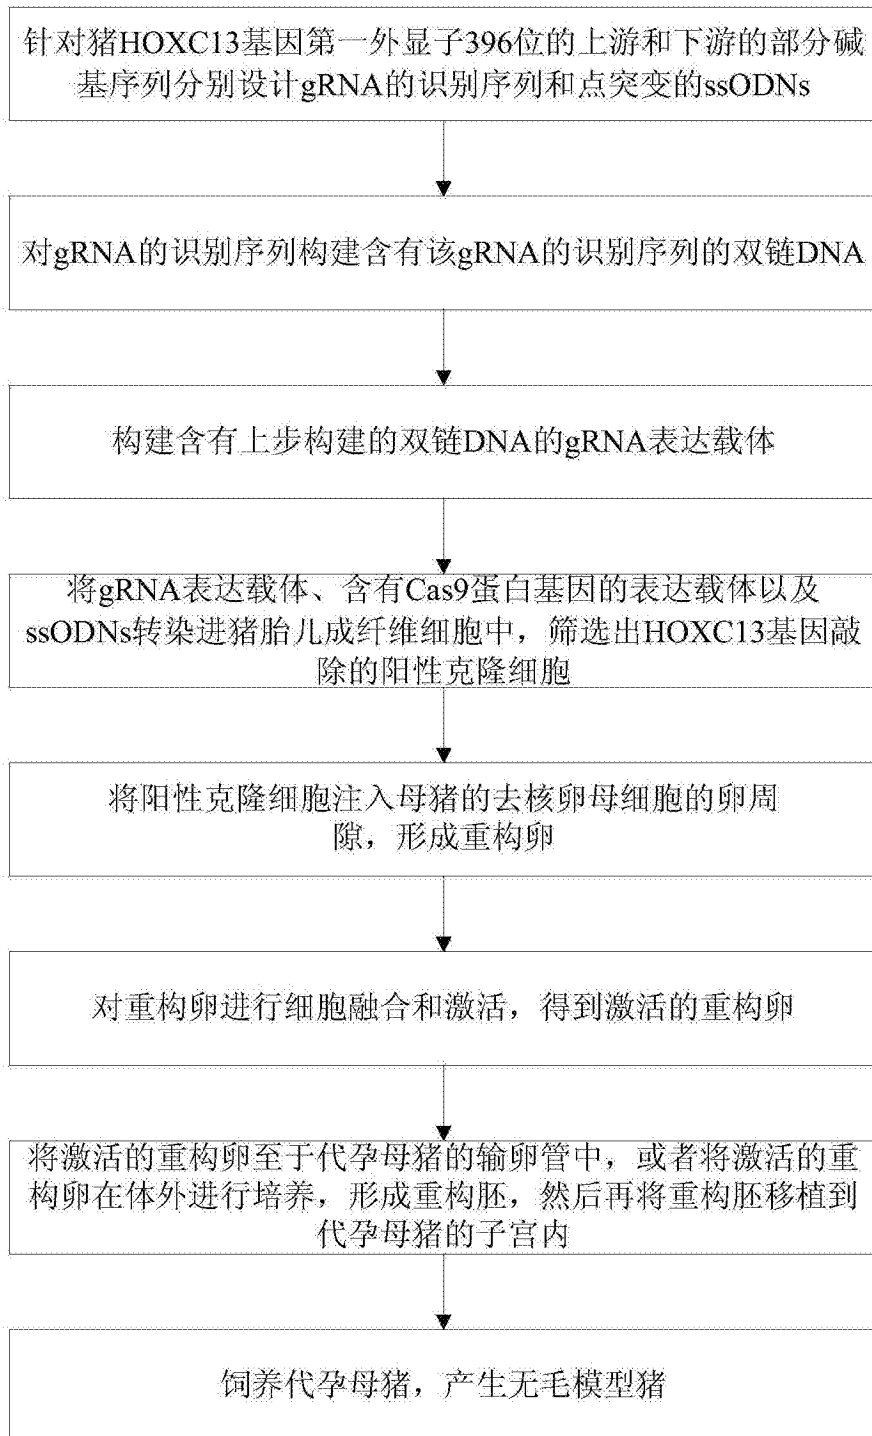 针对猪HOXC13基因第一外显子396位的上游和下游的部分碱
基序列分别设计gRNA的识别序列和点突变的ssODNs
对gRNA的识别序列构建含有该gRNA的识别序列的双链DNA
构建含有上步构建的双链DNA的gRNA表达载体
将gRNA表达载体、含有Cas9蛋白基因的表达载体以及
ssODNs转染进猪胎儿成纤维细胞中，筛选出HOXC13基因敲
除的阳性克隆细胞
将阳性克隆细胞注入母猪的去核卵母细胞的卵周
隙，形成重构卵
对重构卵进行细胞融合和激活，得到激活的重构卵
将激活的重构卵至于代孕母猪的输卵管中，或者将激活的重
构卵在体外进行培养，形成重构胚，然后再将重构胚移植到
代孕母猪的子宫内
饲养代孕母猪，产生无毛模型猪